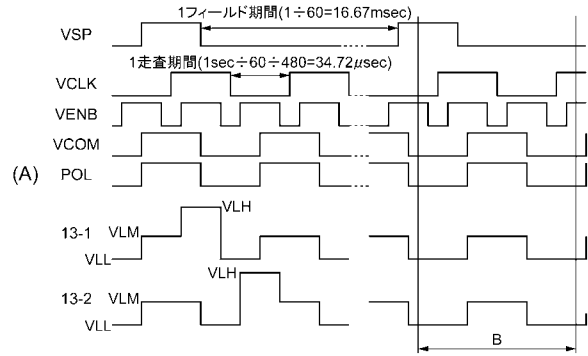 1フィールド期間(1÷60=16.67msec)
VSP
1走査期間(1sec÷60÷480=34.72μsec)
VCLK
VENB
VCOM
(A)
POL
VLH
13-1
VLM
VLL
VLH
13-2
VLM
VLL
B